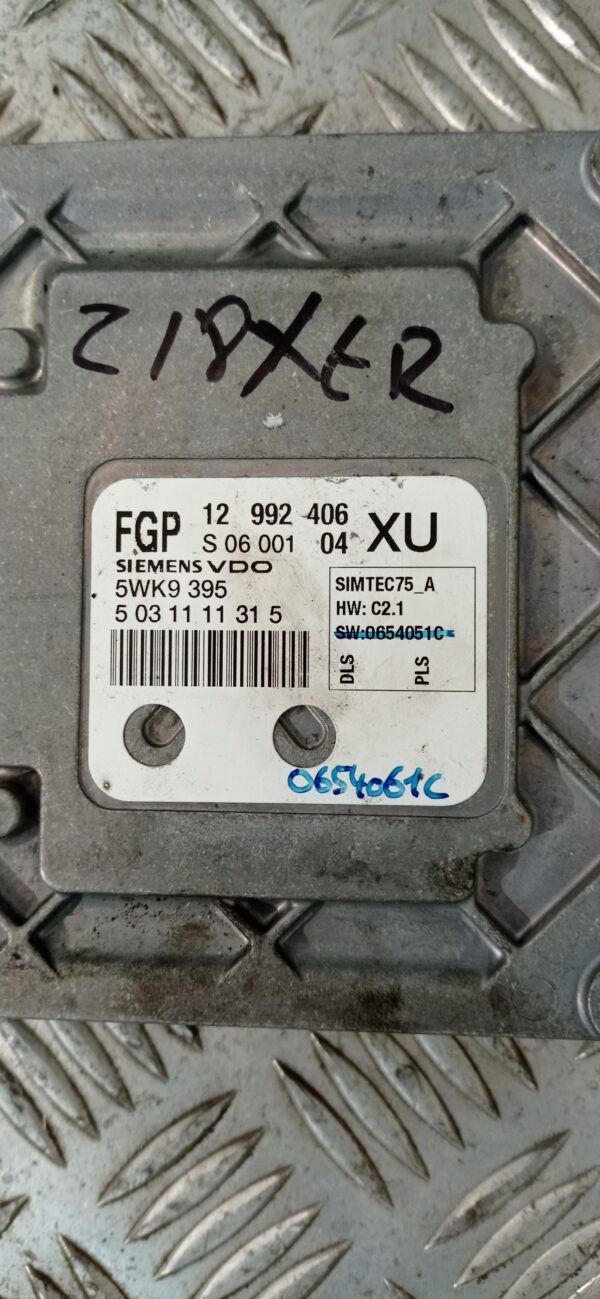 Z18XER
FGP 12 992 406 XU
S 06 001 04
SIEMENS VDO
5WK9 395
5 03 11 11 31 5
SIMTEC75_A
HW: C2.1
SW:0654051C
DLS PLS
0654061C